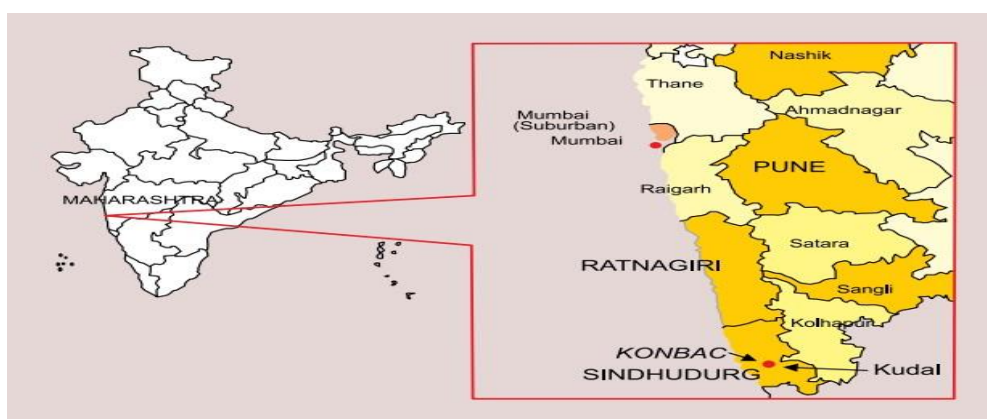 MAHARASHTRA
Nashik
Thane
Ahmadnagar
Mumbai
(Suburban)
Mumbai
PUNE
Raigarh
Satara
RATNAGIRI
Sangli
Kolhapur
KONBAC
SINDHUDURG
Kudal